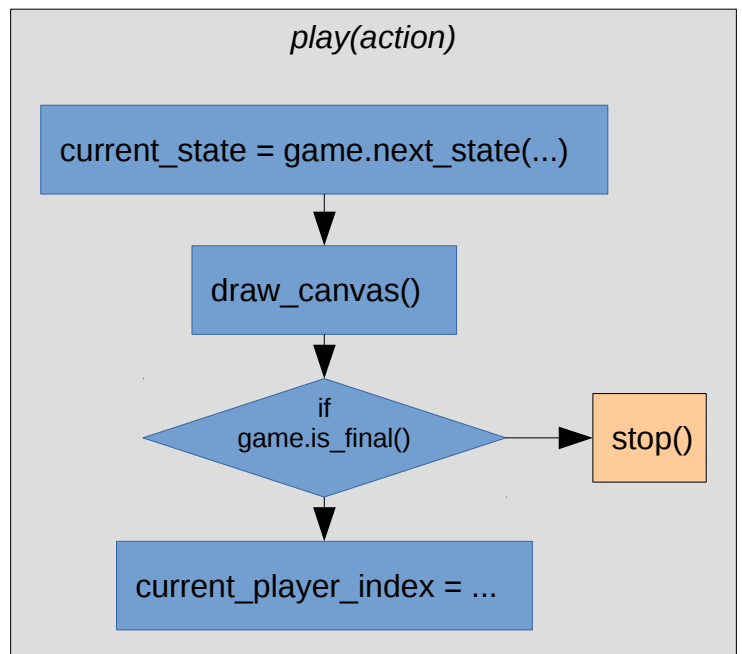 play(action)
current_state = game.next_state(...)
draw_canvas()
if
game.is_final()
stop()
current_player_index = ...